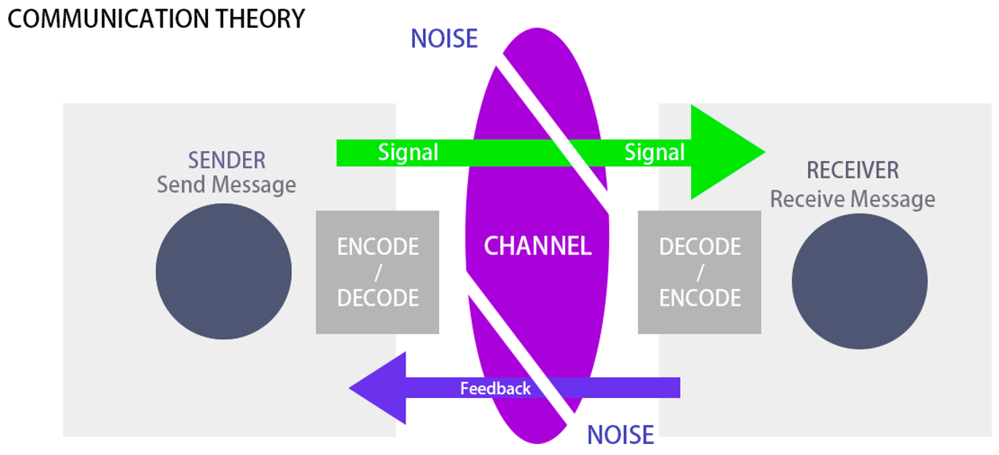 COMMUNICATION THEORY
NOISE
SENDER
Send Message
Signal
Signal
RECEIVER
Receive Message
ENCODE
/
DECODE
CHANNEL
DECODE
/
ENCODE
Feedback
NOISE